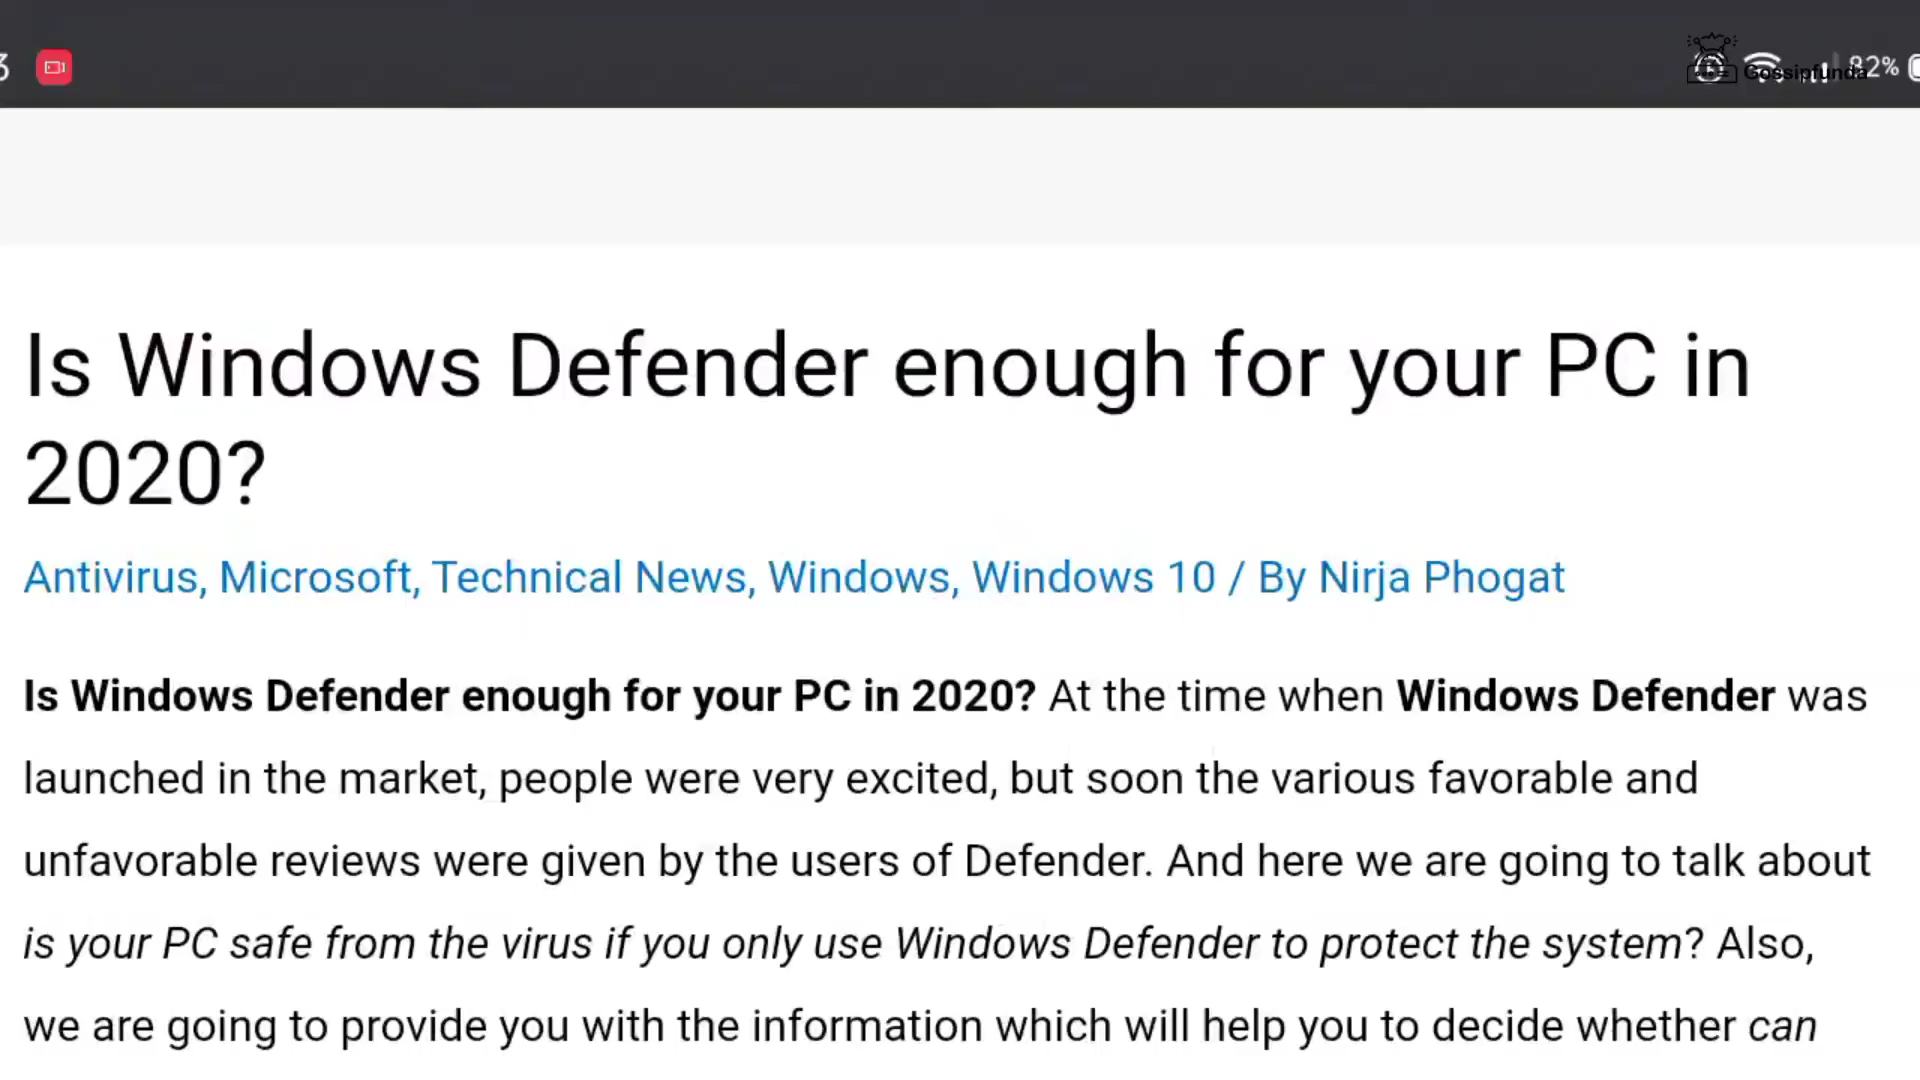 3
82%
Gossipfunda
Is Windows Defender enough for your PC in
2020?
Antivirus, Microsoft, Technical News, Windows, Windows 10 / By Nirja Phogat
Is Windows Defender enough for your PC in 2020? At the time when Windows Defender was
launched in the market, people were very excited, but soon the various favorable and
unfavorable reviews were given by the users of Defender. And here we are going to talk about
is your PC safe from the virus if you only use Windows Defender to protect the system? Also,
we are going to provide you with the information which will help you to decide whether can